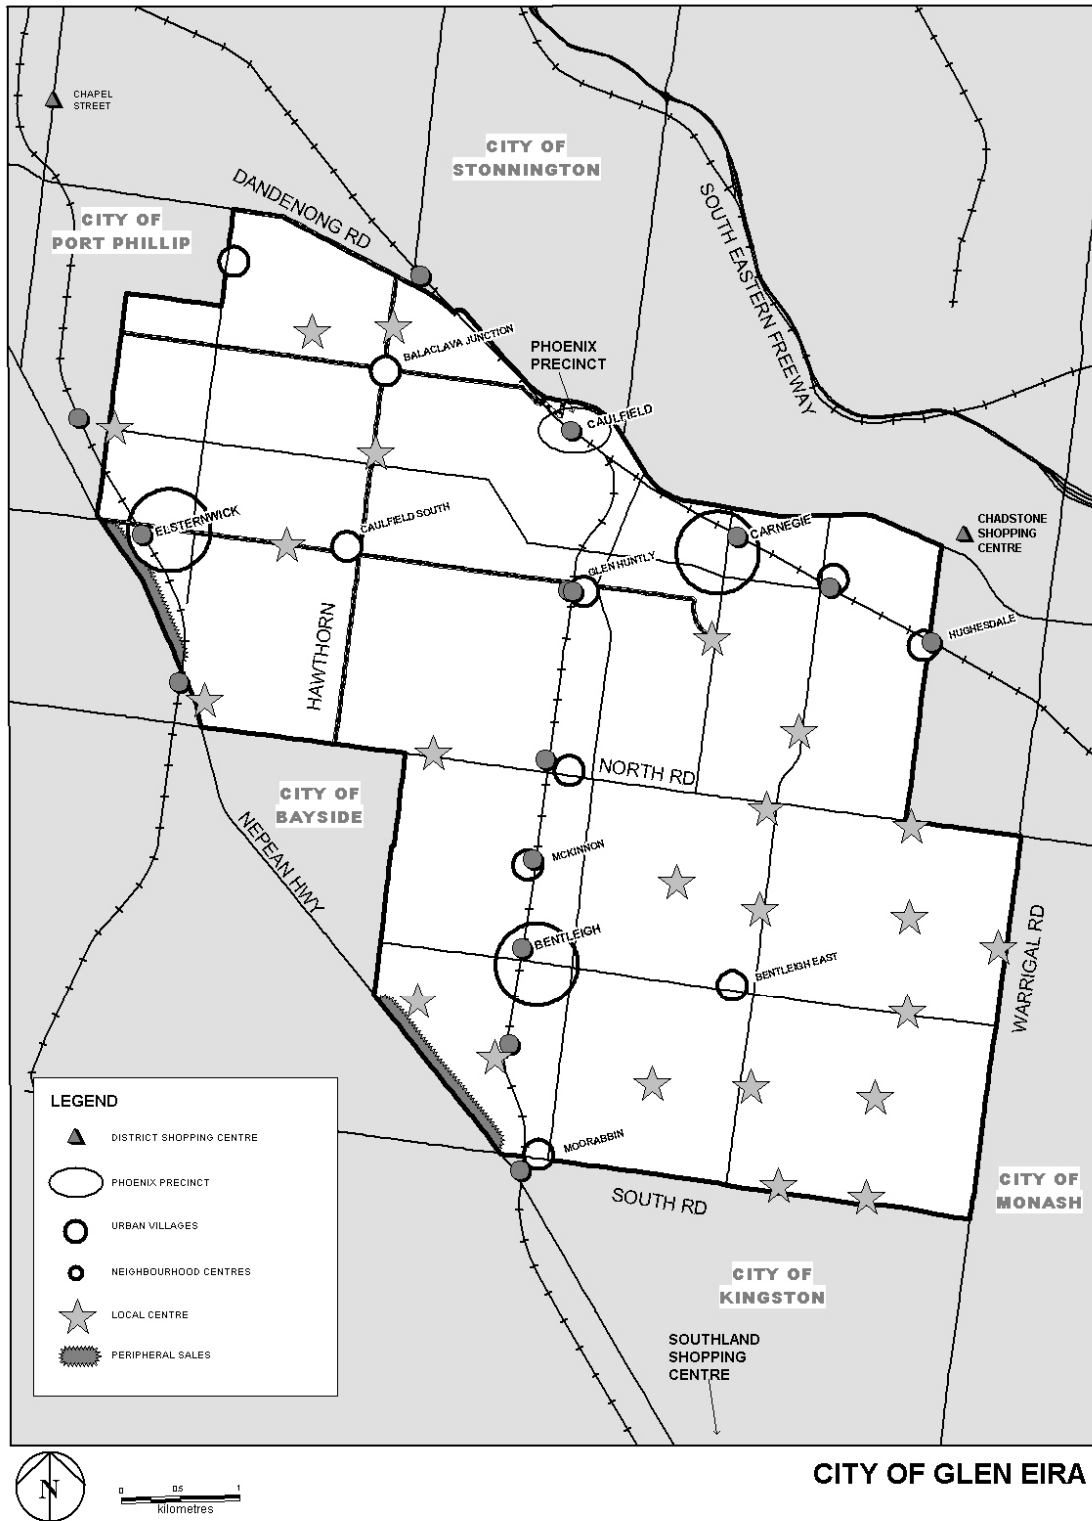 CHAPEL
STREET
CITY OF
STONNINGTON
DANDENONG RD
CITY OF
PORT PHILLIP
SOUTH EASTERN FREEWAY
BALACLAVA JUNCTION
PHOENIX
PRECINCT
CAULFIELD
ELSTERNWICK
CAULFIELD SOUTH
CARNEGIE
CHADSTONE
SHOPPING
CENTRE
GLEN HUNTLY
HUGHESDALE
HAWTHORN
NORTH RD
CITY OF
BAYSIDE
NEPEAN HWY
MCKINNON
BENTLEIGH
BENTLEIGH EAST
WARRIGAL RD
MOORABBIN
SOUTH RD
CITY OF
MONASH
CITY OF
KINGSTON
SOUTHLAND
SHOPPING
CENTRE
LEGEND
DISTRICT SHOPPING CENTRE
PHOENIX PRECINCT
URBAN VILLAGES
NEIGHBOURHOOD CENTRES
LOCAL CENTRE
PERIPHERAL SALES
N
0 0.5 1
kilometres
CITY OF GLEN EIRA